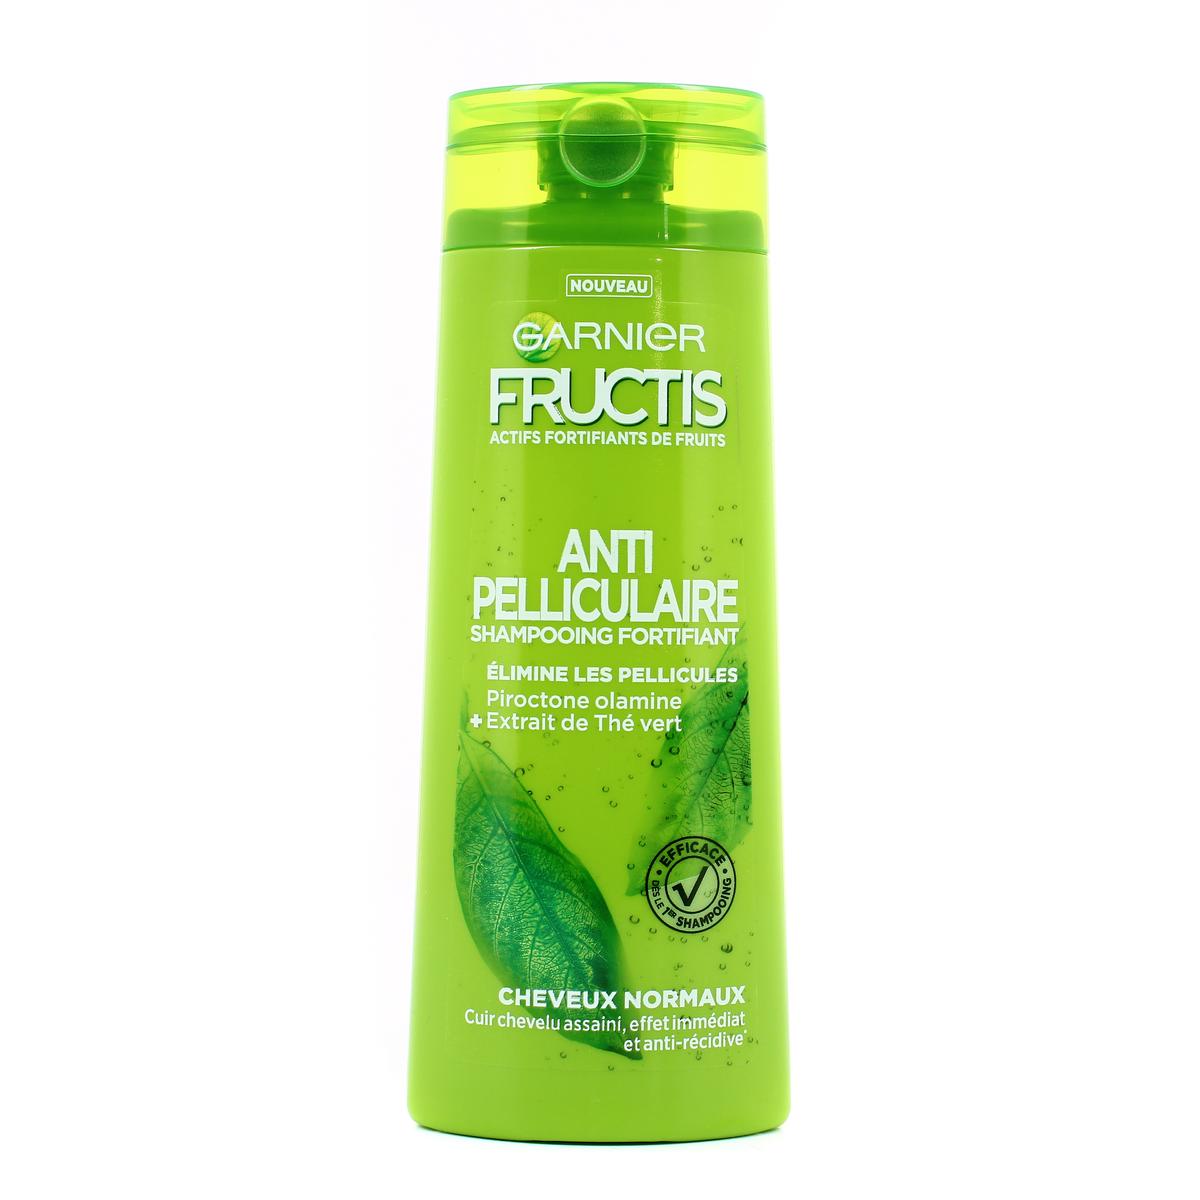 NOUVEAU
GARNIER
FRUCTIS
ACTIFS FORTIFIANTS DE FRUITS
ANTI
PELLICULAIRE
SHAMPOOING FORTIFIANT
ÉLIMINE LES PELLICULES
Piroctone olamine
+ Extrait de Thé vert
• EFFICACE •
DÈS LE 1ER SHAMPOOING
CHEVEUX NORMAUX
Cuir chevelu assaini, effet immédiat
et anti-récidive*